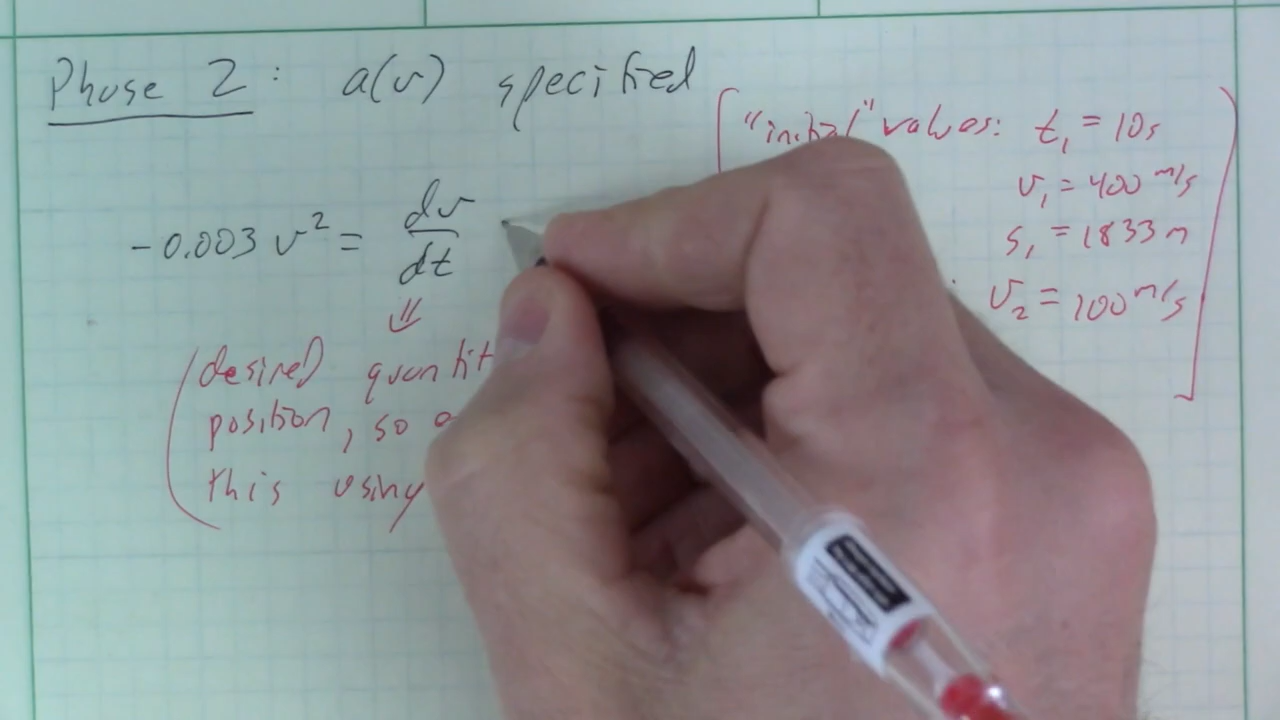 Phase 2: a(v) specified
"initial" values: t₁ = 10s
v₁ = 400 m/s
s₁ = 1833 m
v₂ = 100 m/s
-0.003 v² = dv/dt
⇓
(desired
position, so
this using